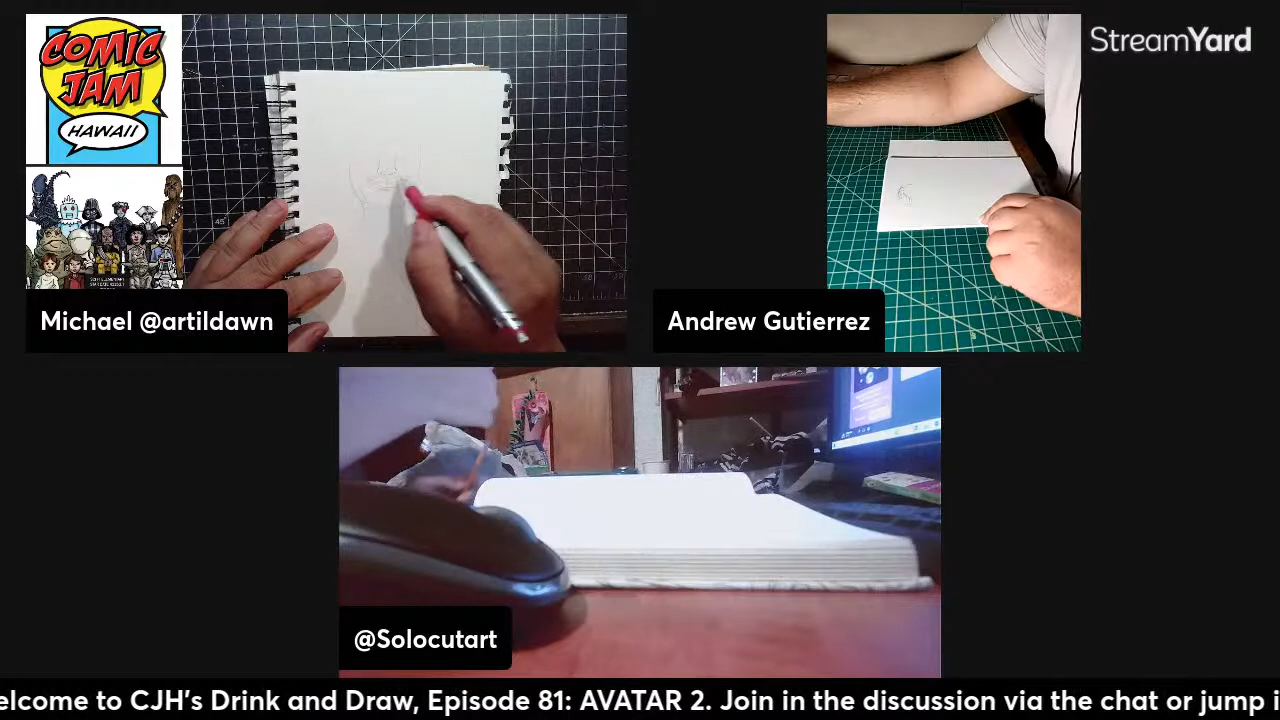 COMIC
JAM
HAWAII
StreamYard
Michael @artildawn
Andrew Gutierrez
@Solocutart
elcome to CJH's Drink and Draw, Episode 81: AVATAR 2. Join in the discussion via the chat or jump i